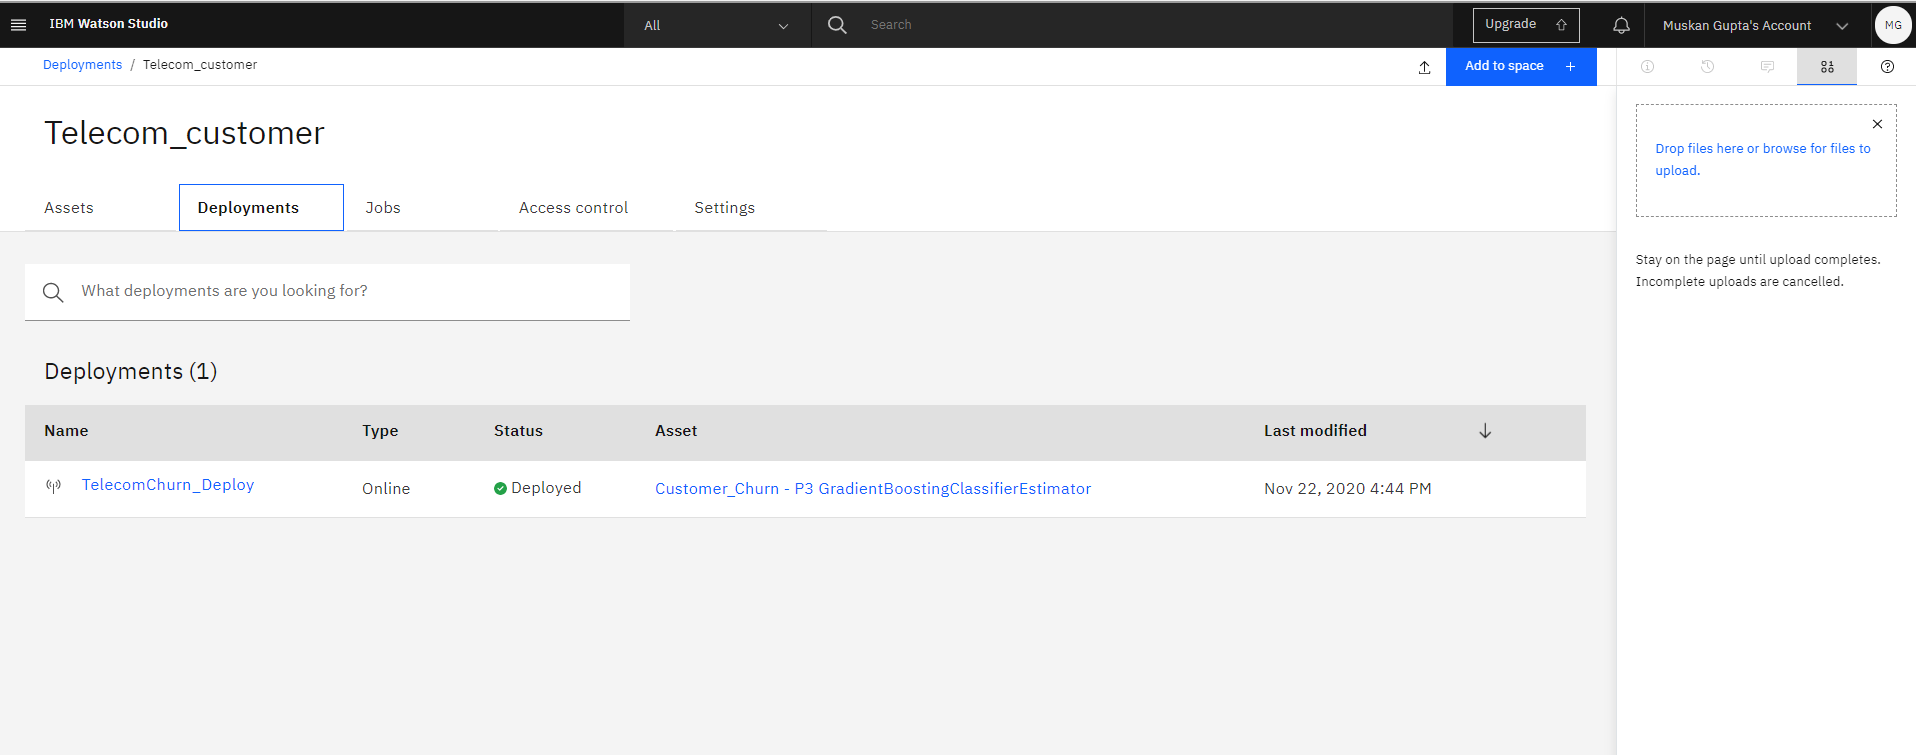 IBM Watson Studio
All
Search
Upgrade
Muskan Gupta's Account
MG
Deployments / Telecom_customer
Add to space +
Telecom_customer
Assets
Deployments
Jobs
Access control
Settings
What deployments are you looking for?
Deployments (1)
Name Type Status Asset Last modified
TelecomChurn_Deploy Online Deployed Customer_Churn - P3 GradientBoostingClassifierEstimator Nov 22, 2020 4:44 PM
Drop files here or browse for files to
upload.
Stay on the page until upload completes.
Incomplete uploads are cancelled.